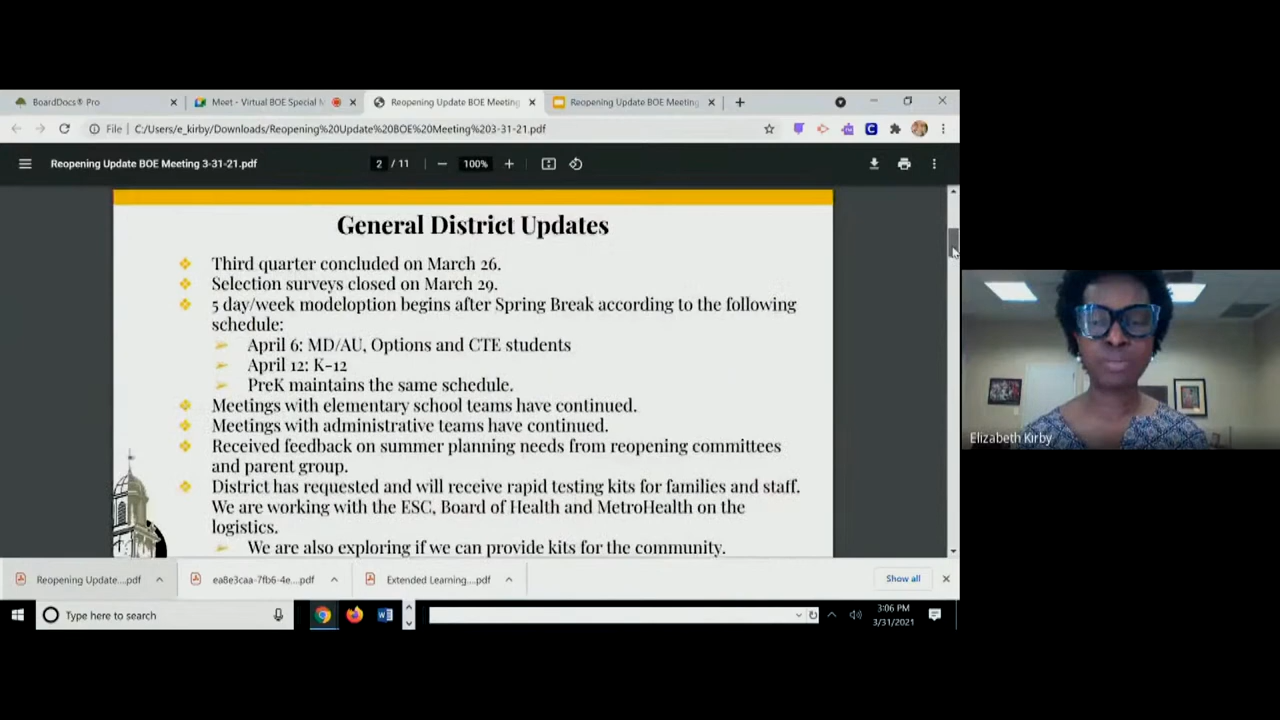 BoardDocs® Pro
Meet - Virtual BOE Special M
Reopening Update BOE Meeting
Reopening Update BOE Meeting
File
C:/Users/e_kirby/Downloads/Reopening%20Update%20BOE%20Meeting%203-31-21.pdf
Reopening Update BOE Meeting 3-31-21.pdf
2 / 11
100%
General District Updates
Third quarter concluded on March 26.
Selection surveys closed on March 29.
5 day/week modeloption begins after Spring Break according to the following
schedule:
April 6: MD/AU, Options and CTE students
April 12: K-12
PreK maintains the same schedule.
Meetings with elementary school teams have continued.
Meetings with administrative teams have continued.
Received feedback on summer planning needs from reopening committees
and parent group.
District has requested and will receive rapid testing kits for families and staff.
We are working with the ESC, Board of Health and MetroHealth on the
logistics.
We are also exploring if we can provide kits for the community.
Elizabeth Kirby
Reopening Update....pdf
ea8e3caa-7fb6-4e....pdf
Extended Learning....pdf
Show all
Type here to search
3:06 PM
3/31/2021